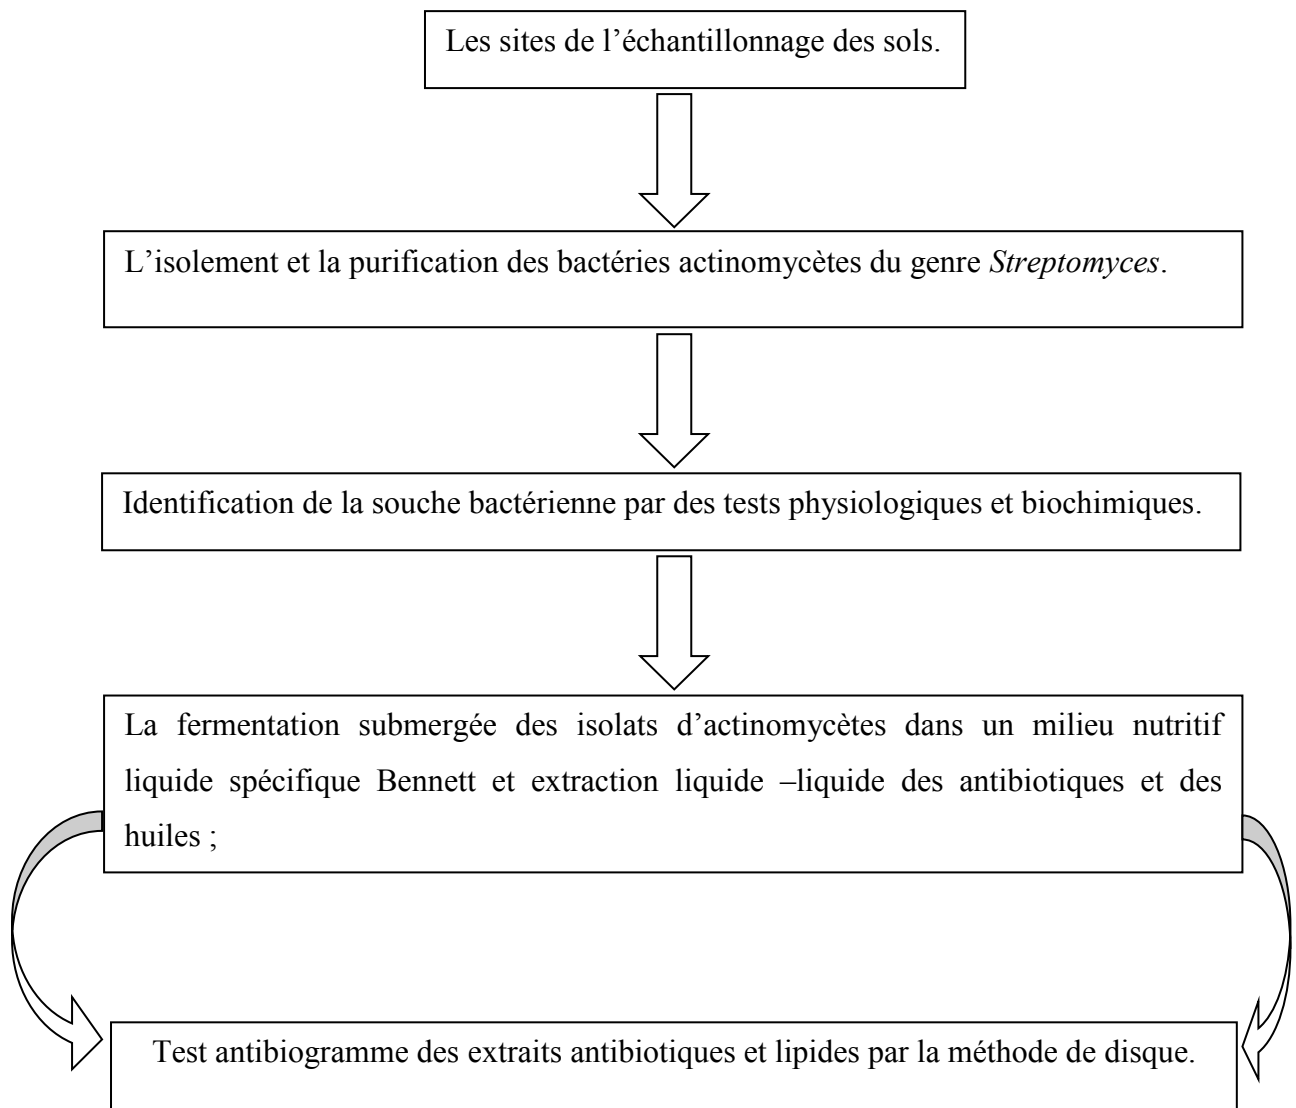 Les sites de l’échantillonnage des sols.
L’isolement et la purification des bactéries actinomycètes du genre Streptomyces.
Identification de la souche bactérienne par des tests physiologiques et biochimiques.
La fermentation submergée des isolats d’actinomycètes dans un milieu nutritif
liquide spécifique Bennett et extraction liquide –liquide des antibiotiques et des
huiles ;
Test antibiogramme des extraits antibiotiques et lipides par la méthode de disque.